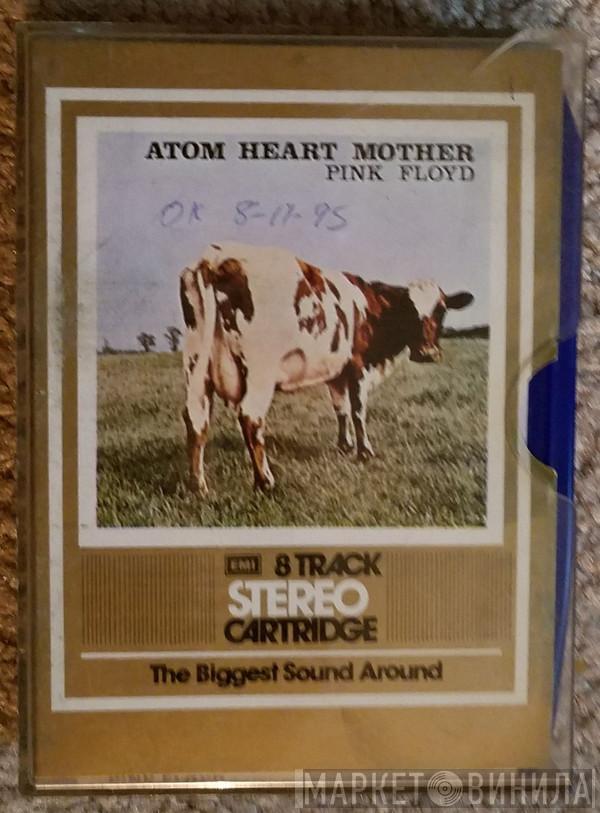 ATOM HEART MOTHER
PINK FLOYD
OK 8-17-95
EMI 8 TRACK
STEREO
CARTRIDGE
The Biggest Sound Around
МАРКЕТ ВИНИЛА